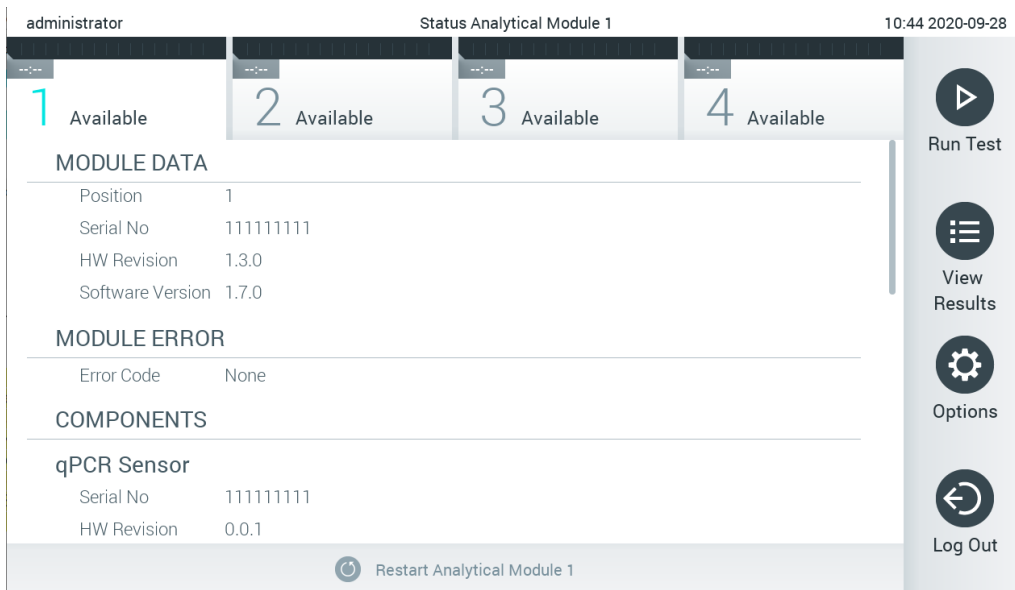 administrator Status Analytical Module 1 10:44 2020-09-28
--:-- --:-- --:-- --:--
1 Available 2 Available 3 Available 4 Available
Run Test
MODULE DATA
Position 1
Serial No 111111111
HW Revision 1.3.0
Software Version 1.7.0
View
Results
MODULE ERROR
Error Code None
Options
COMPONENTS
qPCR Sensor
Serial No 111111111
HW Revision 0.0.1
Log Out
Restart Analytical Module 1